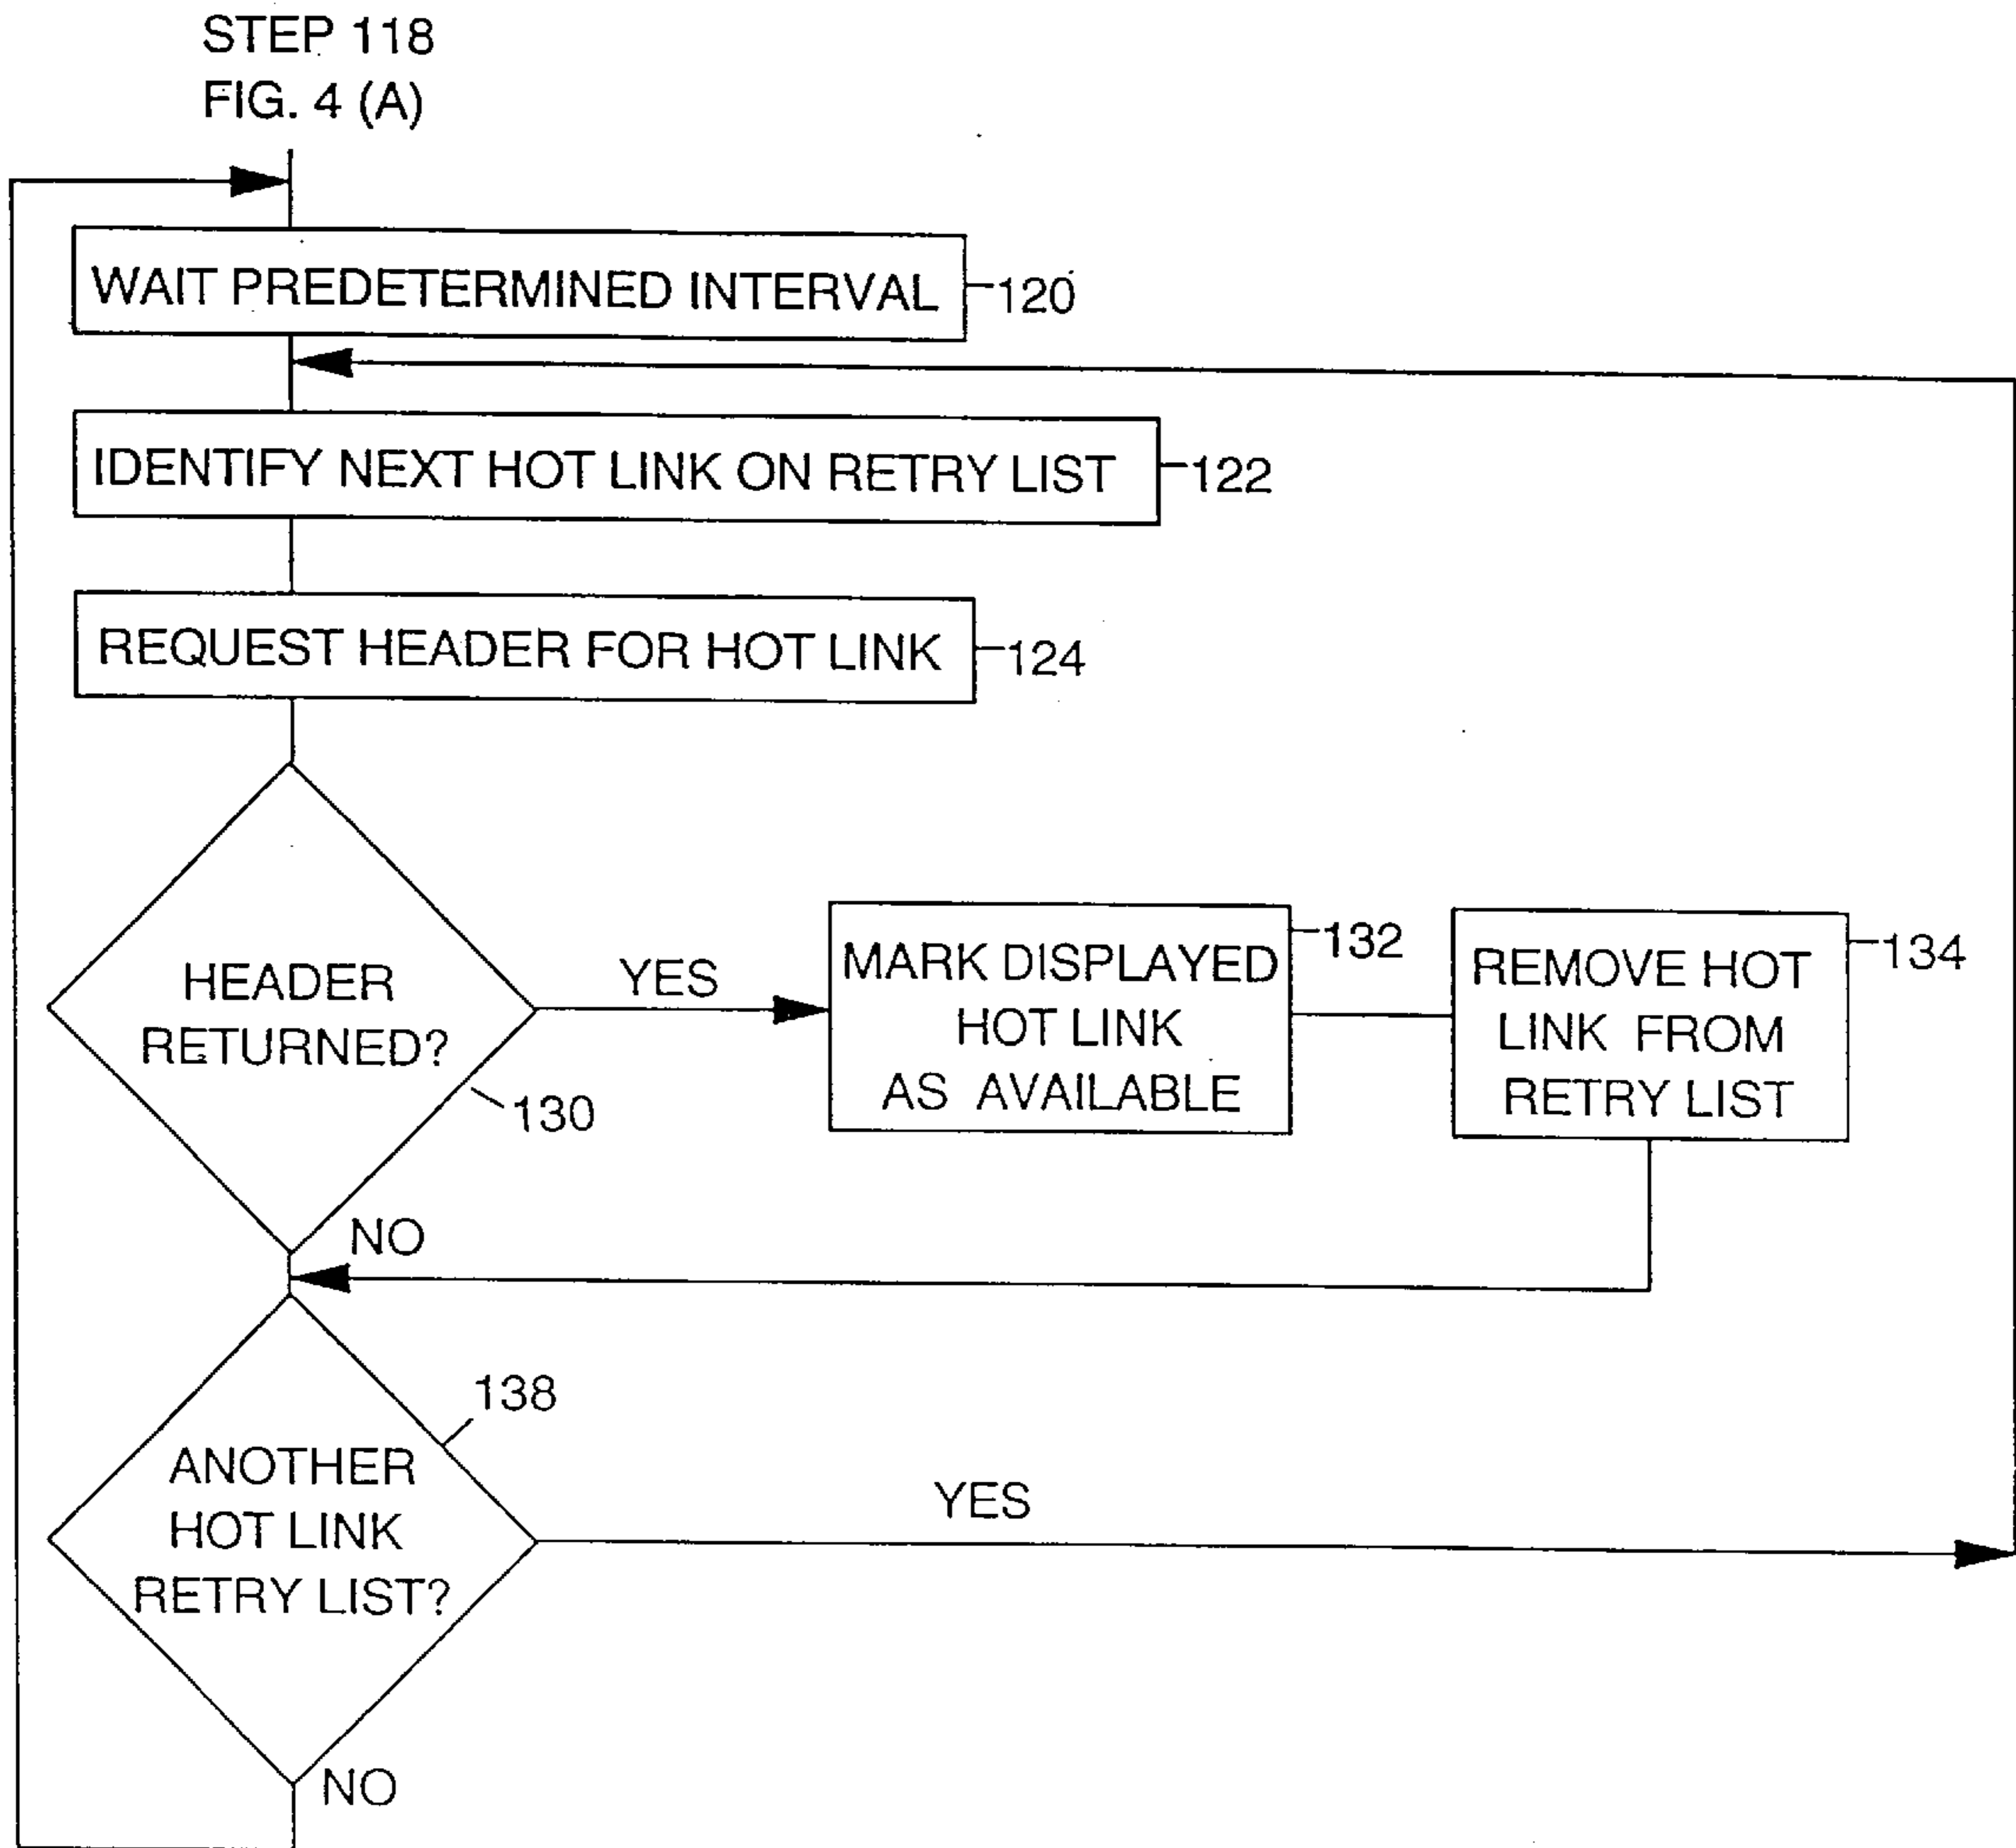 STEP 118
FIG. 4 (A)
WAIT PREDETERMINED INTERVAL
120
IDENTIFY NEXT HOT LINK ON RETRY LIST
122
REQUEST HEADER FOR HOT LINK
124
HEADER
RETURNED?
130
YES
MARK DISPLAYED
HOT LINK
AS AVAILABLE
132
REMOVE HOT
LINK FROM
RETRY LIST
134
NO
138
ANOTHER
HOT LINK
RETRY LIST?
YES
NO